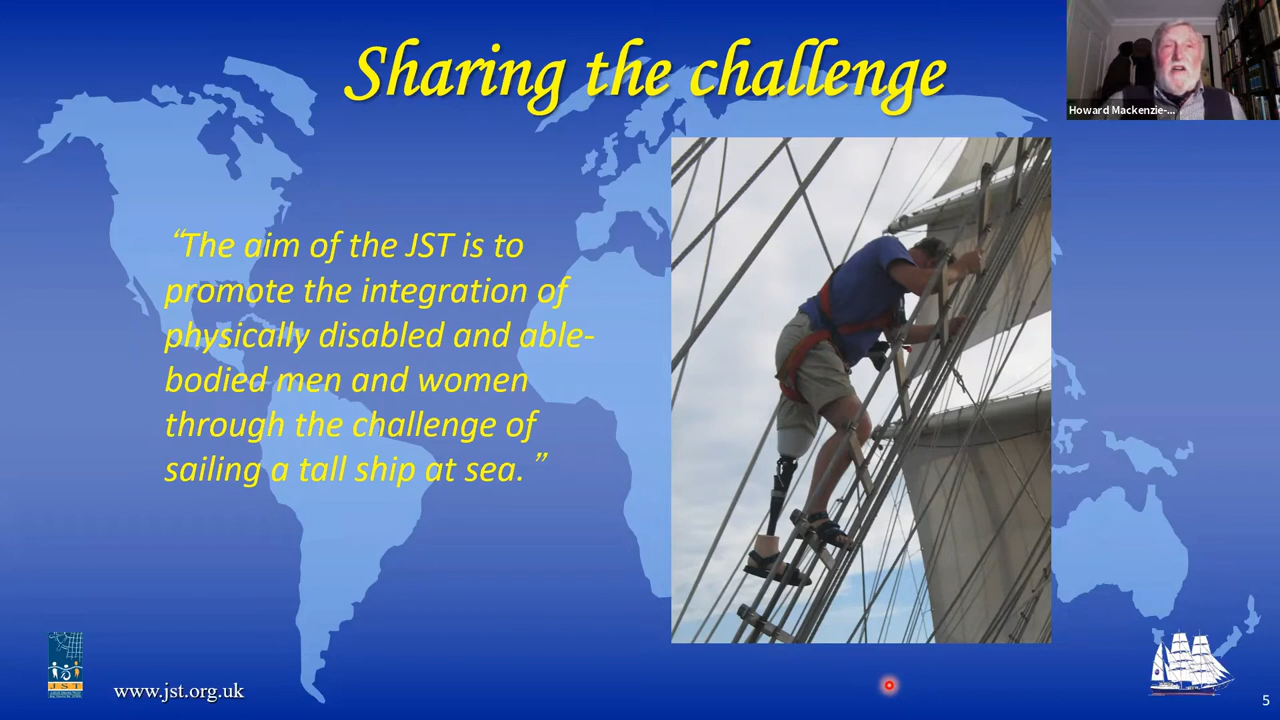 Sharing the challenge
Howard Mackenzie-...
“The aim of the JST is to
promote the integration of
physically disabled and able-
bodied men and women
through the challenge of
sailing a tall ship at sea.”
JST
www.jst.org.uk
5